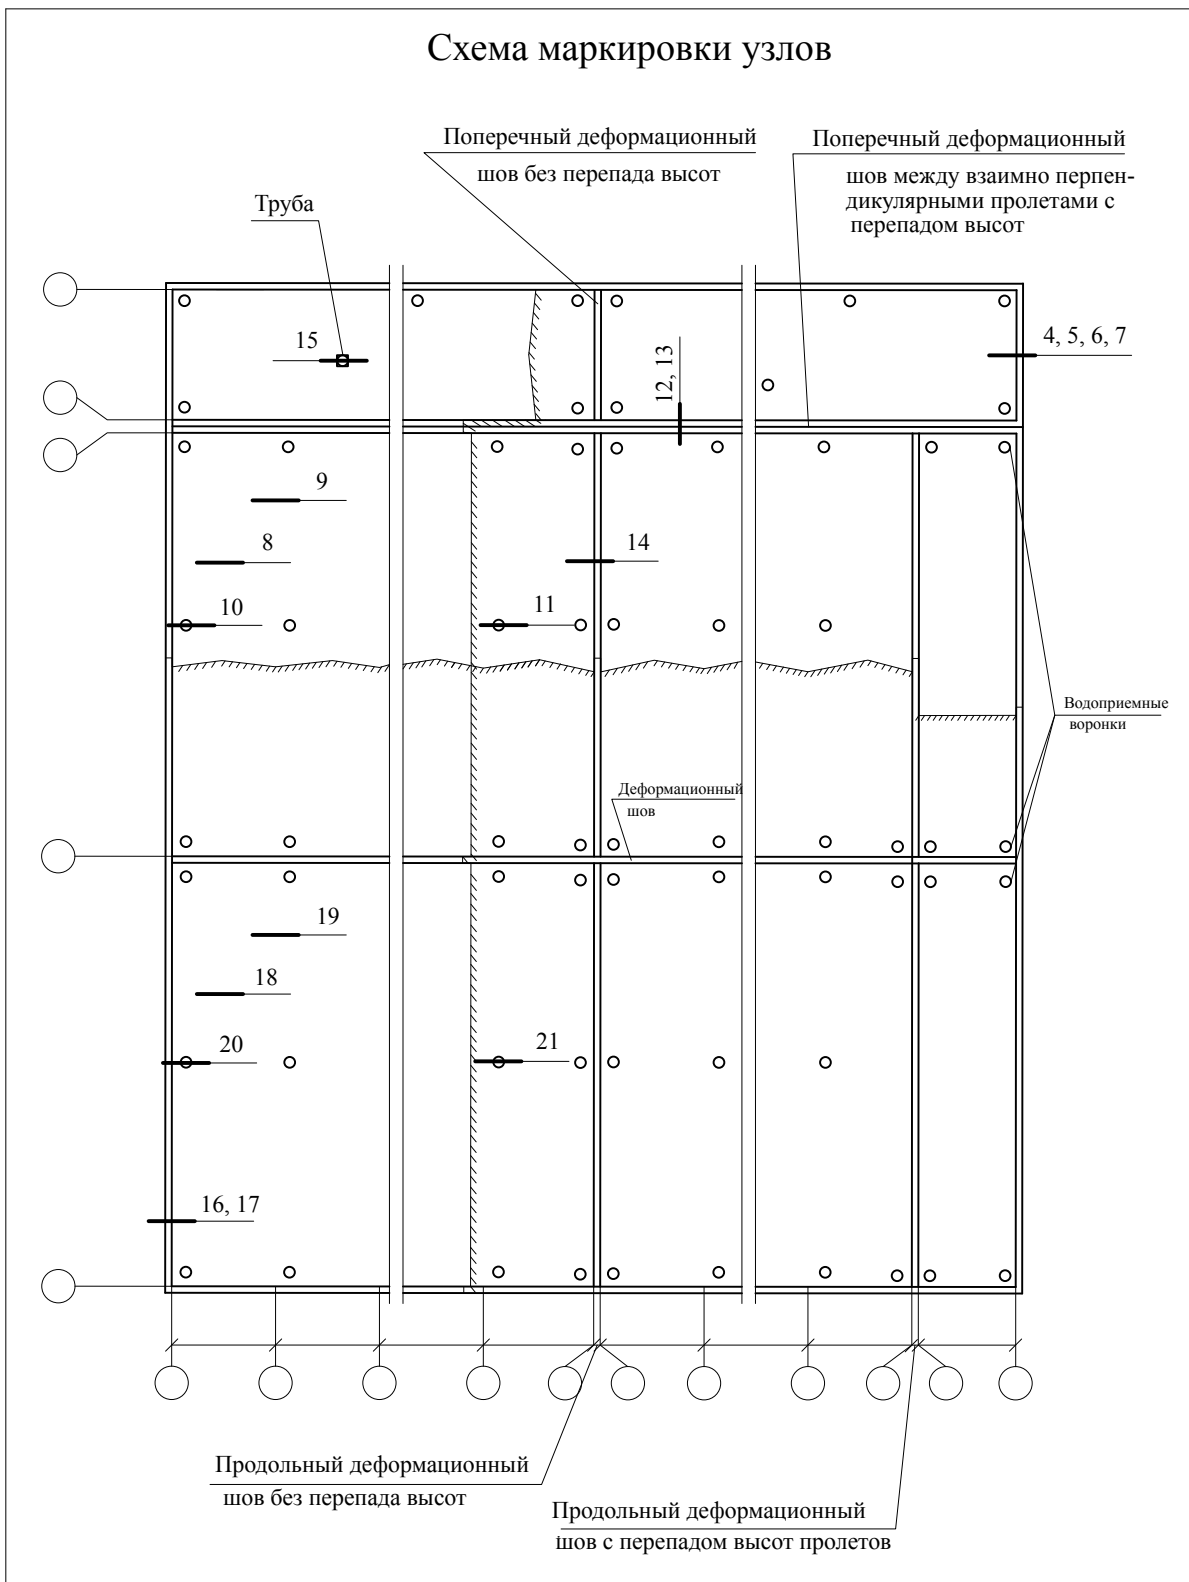 Схема маркировки узлов
Поперечный деформационный
шов без перепада высот
Поперечный деформационный
шов между взаимно перпен-
дикулярными пролетами с
перепадом высот
Труба
15
12, 13
4, 5, 6, 7
9
8
14
10
11
Водоприемные
воронки
Деформационный
шов
19
18
20
21
16, 17
Продольный деформационный
шов без перепада высот
Продольный деформационный
шов с перепадом высот пролетов